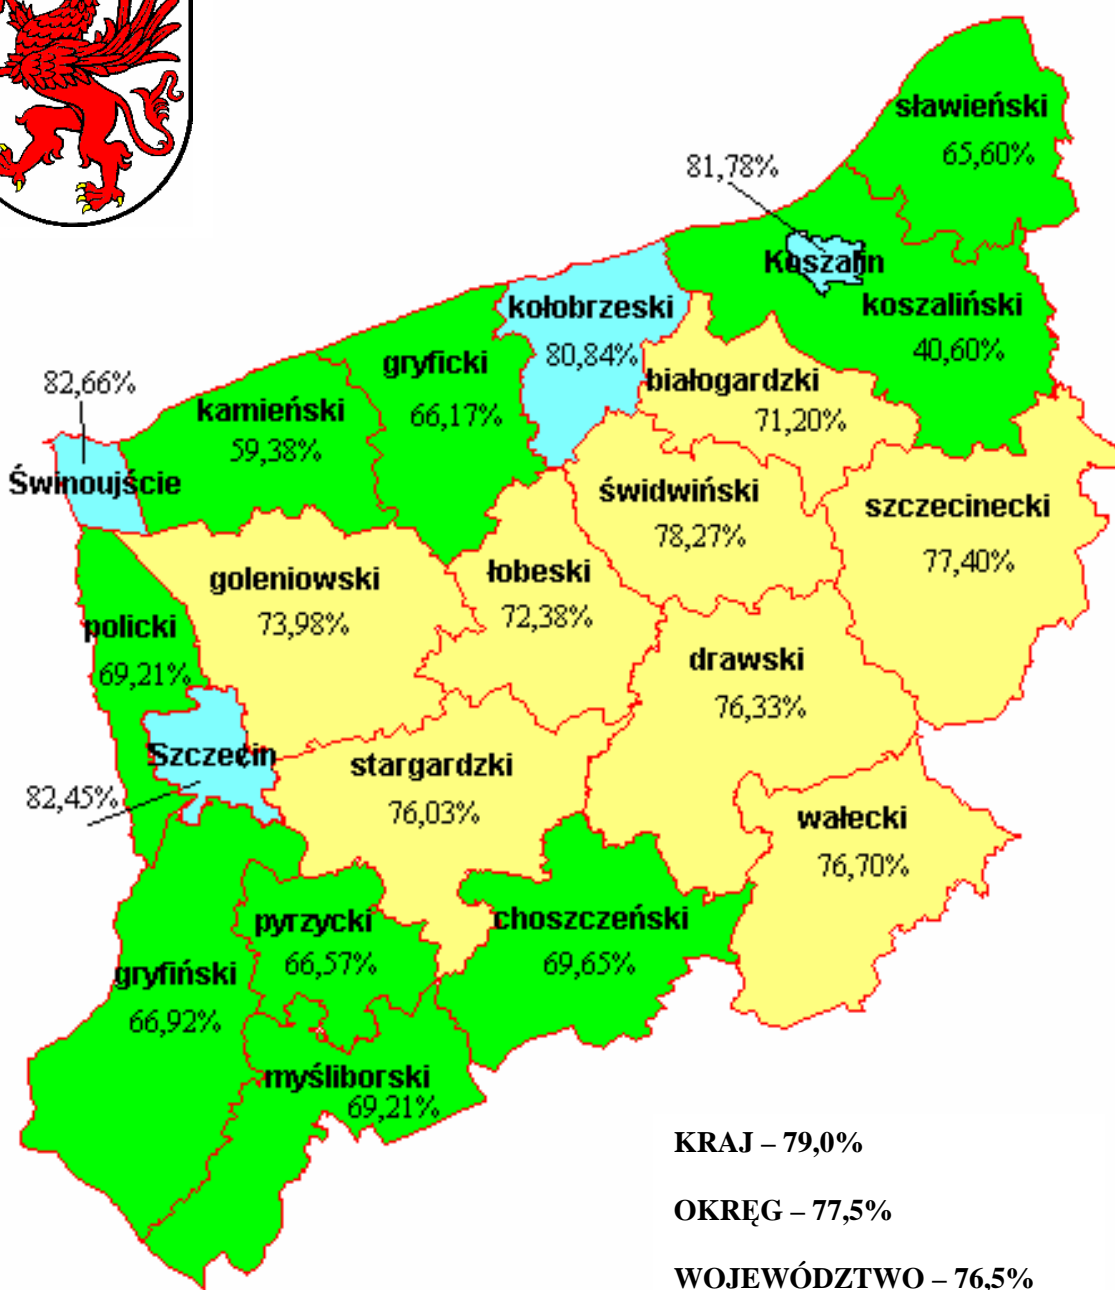 sławieński
65,60%
81,78%
Koszalin
koszaliński
40,60%
kołobrzeski
80,84%
gryficki
66,17%
białogardzki
71,20%
82,66%
kamieński
59,38%
Świnoujście
świdwiński
78,27%
szczecinecki
77,40%
goleniowski
73,98%
łobeski
72,38%
policki
69,21%
drawski
76,33%
Szczecin
82,45%
stargardzki
76,03%
wałecki
76,70%
pyrzycki
66,57%
choszczeński
69,65%
gryfiński
66,92%
myśliborski
69,21%
KRAJ – 79,0%
OKRĘG – 77,5%
WOJEWÓDZTWO – 76,5%